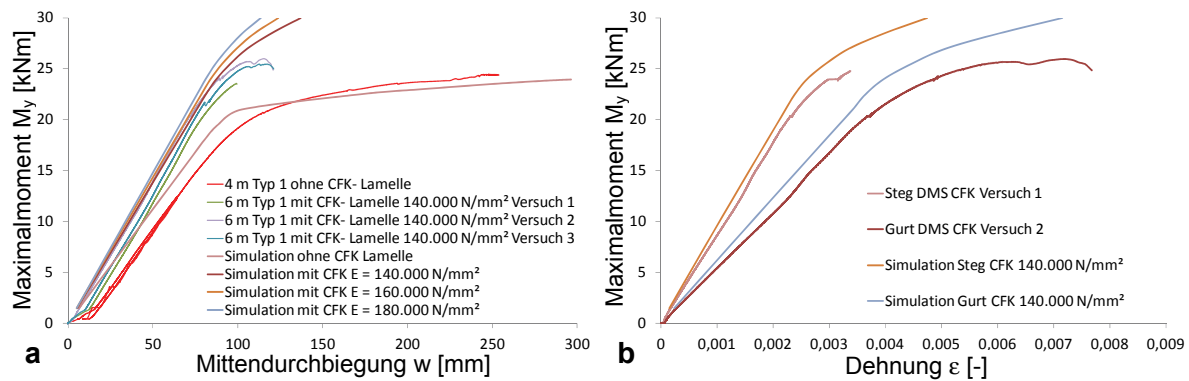 Maximalmoment My [kNm]
30
25
20
15
10
5
0
4 m Typ 1 ohne CFK- Lamelle
6 m Typ 1 mit CFK- Lamelle 140.000 N/mm² Versuch 1
6 m Typ 1 mit CFK- Lamelle 140.000 N/mm² Versuch 2
6 m Typ 1 mit CFK- Lamelle 140.000 N/mm² Versuch 3
Simulation ohne CFK Lamelle
Simulation mit CFK E = 140.000 N/mm²
Simulation mit CFK E = 160.000 N/mm²
Simulation mit CFK E = 180.000 N/mm²
0 50 100 150 200 250 300
a
Mittendurchbiegung w [mm]
Maximalmoment My [kNm]
30
25
20
15
10
5
0
Steg DMS CFK Versuch 1
Gurt DMS CFK Versuch 2
Simulation Steg CFK 140.000 N/mm²
Simulation Gurt CFK 140.000 N/mm²
0 0,001 0,002 0,003 0,004 0,005 0,006 0,007 0,008 0,009
b
Dehnung ε [-]